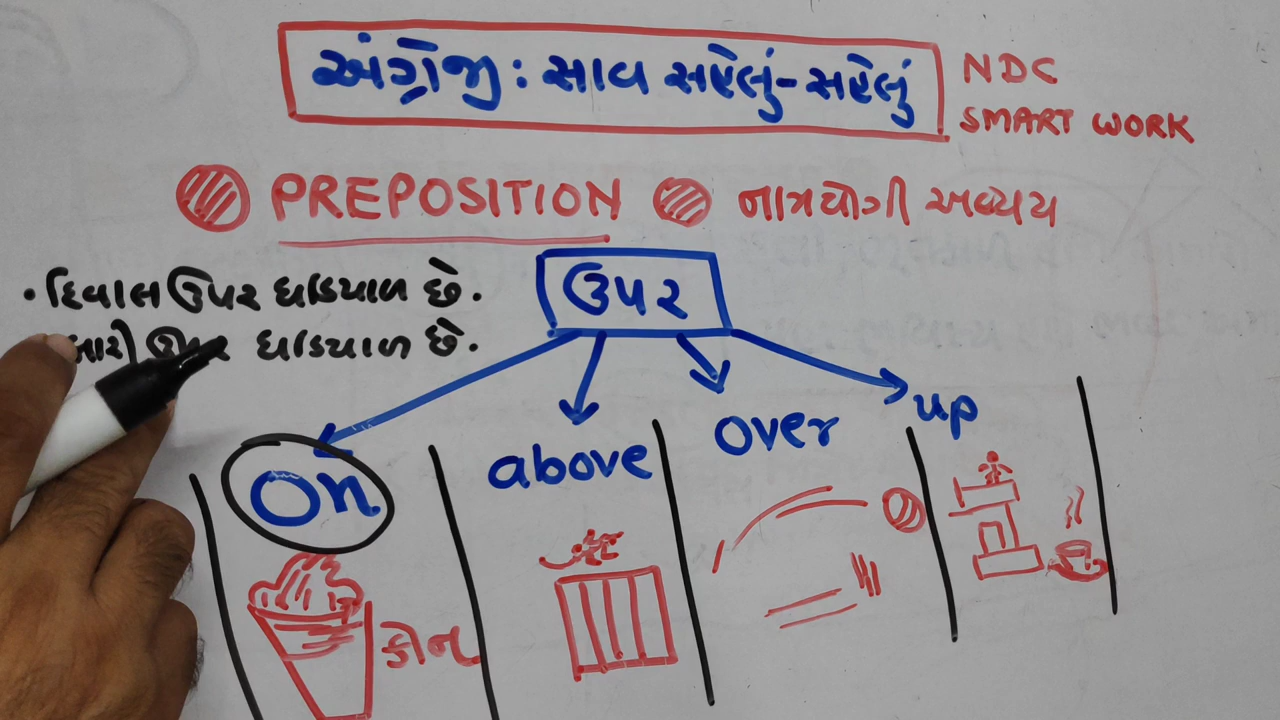 અંગ્રેજી : સાવ સહેલું-સહેલું
NDC
SMART WORK
PREPOSITION
નામયોગી અવ્યય
ઉપર
• દિવાલ ઉપર ઘડિયાળ છે.
ઘડિયાળ છે.
On
above
over
up
કોન